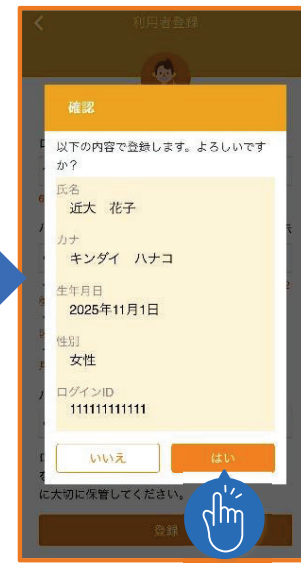 利用者登録
確認
以下の内容で登録します。よろしいです
か？
氏名
近大　花子
カナ
キンダイ　ハナコ
生年月日
2025年11月1日
性別
女性
ログインID
111111111111
いいえ
はい
に大切に保管してください。
登録